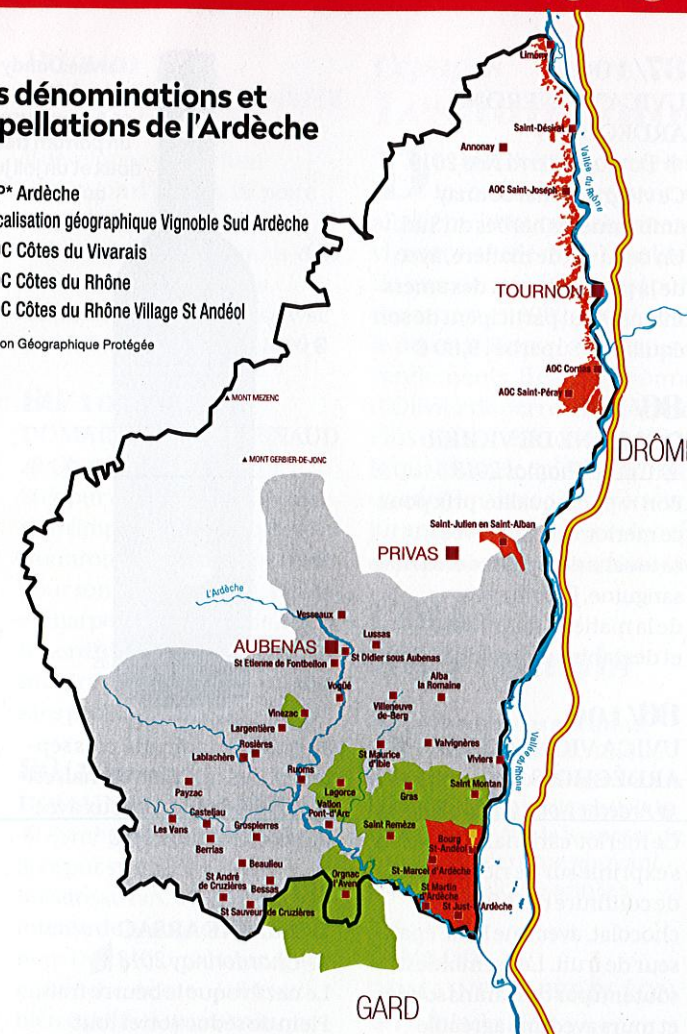 s dénominations et
pellations de l'Ardèche
P* Ardèche
calisation géographique Vignoble Sud Ardèche
C Côtes du Vivarais
C Côtes du Rhône
C Côtes du Rhône Village St Andéol
on Géographique Protégée
Limony
Saint-Désirat
Annonay
Vallée du Rhône
AOC Saint-Joseph
TOURNON
AOC Cornas
AOC Saint-Péray
▲ MONT MEZENC
DRÔME
▲ MONT GERBIER-DE-JONC
Saint-Julien en Saint-Alban
PRIVAS
L'Ardèche
Vesseaux
Lussas
AUBENAS
St Didier sous Aubenas
St Etienne de Fontbellon
Vogüé
Alba
la Romaine
Villeneuve
de-Berg
Vinezac
Largentière
Rosières
Lablachère
St Maurice
d'Ibie
Valvignères
Viviers
Vallée du Rhône
Ruoms
Payzac
Lagorce
Gras
Saint Montan
Vallon
Pont-d'Arc
Casteljau
Les Vans
Grospierres
Saint Remèze
Berrias
Bourg
St-Andéol
Beaulieu
St-Marcel d'Ardèche
Orgnac
l'Aven
St André
de Cruzières
Bessas
St Martin
d'Ardèche
St Just-d'Ardèche
St Sauveur de Cruzières
GARD